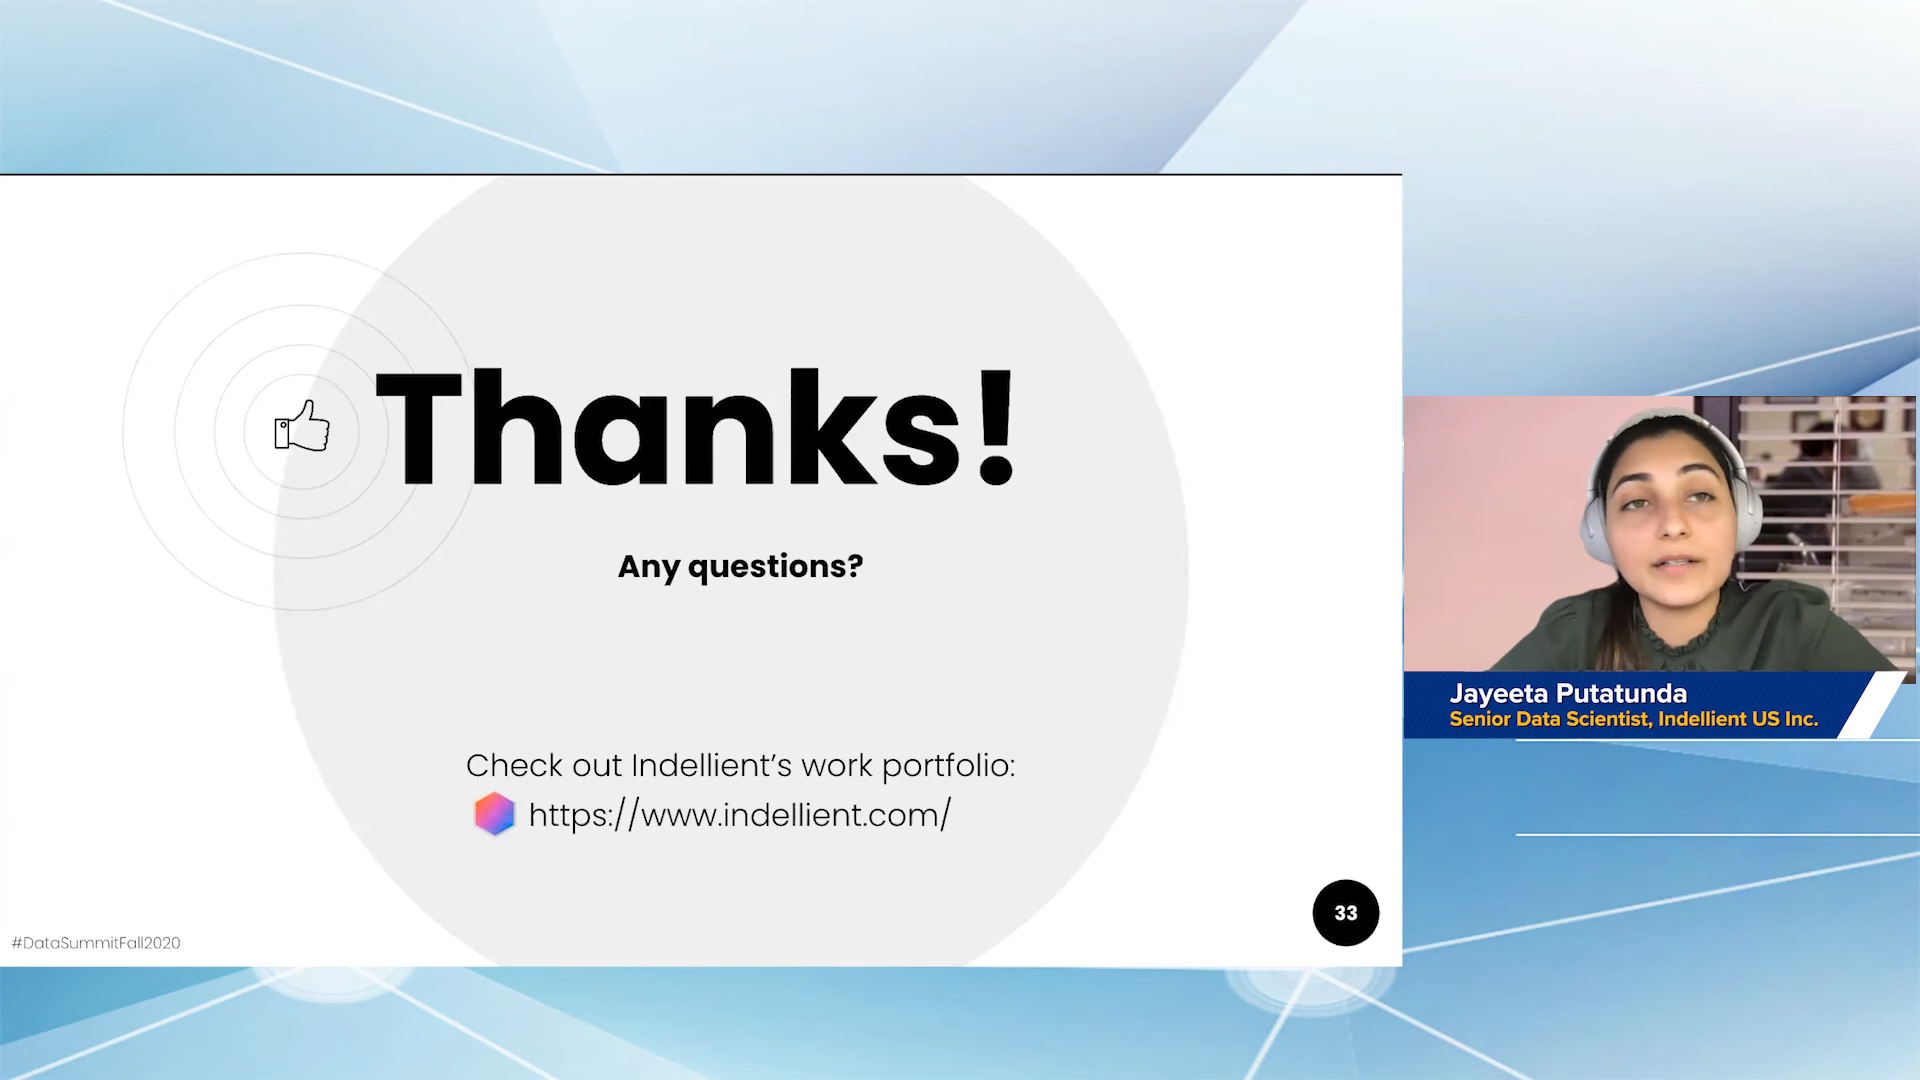 Thanks!
Any questions?
Check out Indellient's work portfolio:
https://www.indellient.com/
33
#DataSummitFall2020
Jayeeta Putatunda
Senior Data Scientist, Indellient US Inc.